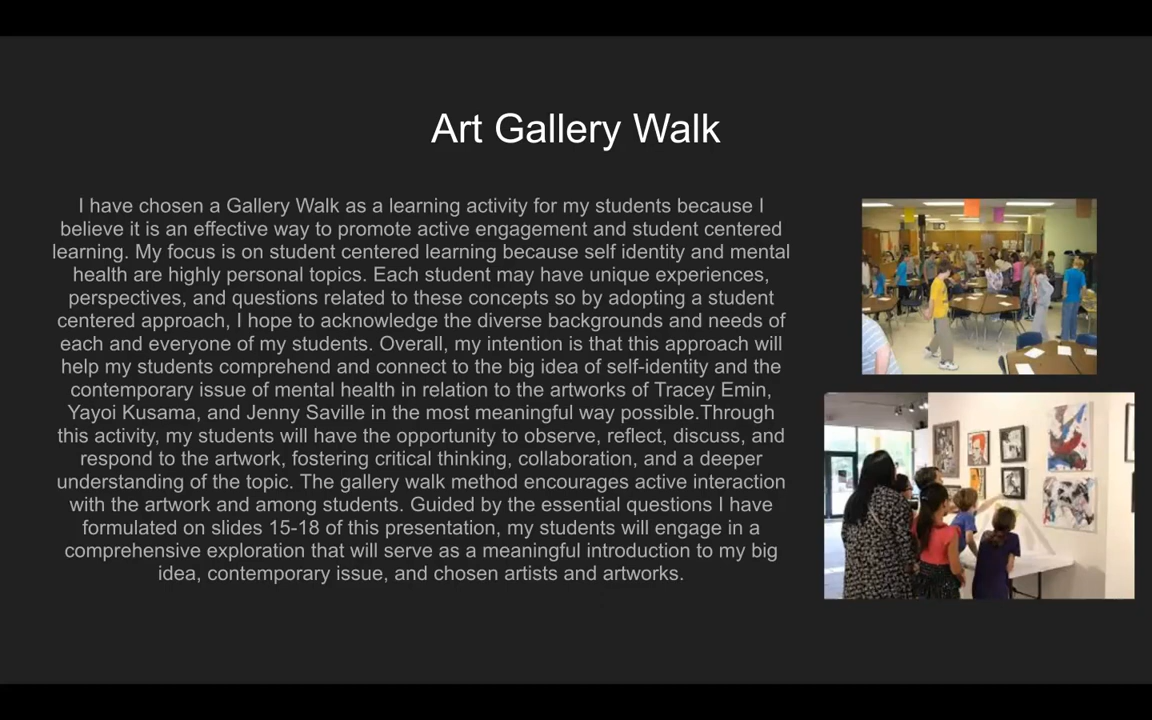 Art Gallery Walk
I have chosen a Gallery Walk as a learning activity for my students because I
believe it is an effective way to promote active engagement and student centered
learning. My focus is on student centered learning because self identity and mental
health are highly personal topics. Each student may have unique experiences,
perspectives, and questions related to these concepts so by adopting a student
centered approach, I hope to acknowledge the diverse backgrounds and needs of
each and everyone of my students. Overall, my intention is that this approach will
help my students comprehend and connect to the big idea of self-identity and the
contemporary issue of mental health in relation to the artworks of Tracey Emin,
Yayoi Kusama, and Jenny Saville in the most meaningful way possible.Through
this activity, my students will have the opportunity to observe, reflect, discuss, and
respond to the artwork, fostering critical thinking, collaboration, and a deeper
understanding of the topic. The gallery walk method encourages active interaction
with the artwork and among students. Guided by the essential questions I have
formulated on slides 15-18 of this presentation, my students will engage in a
comprehensive exploration that will serve as a meaningful introduction to my big
idea, contemporary issue, and chosen artists and artworks.